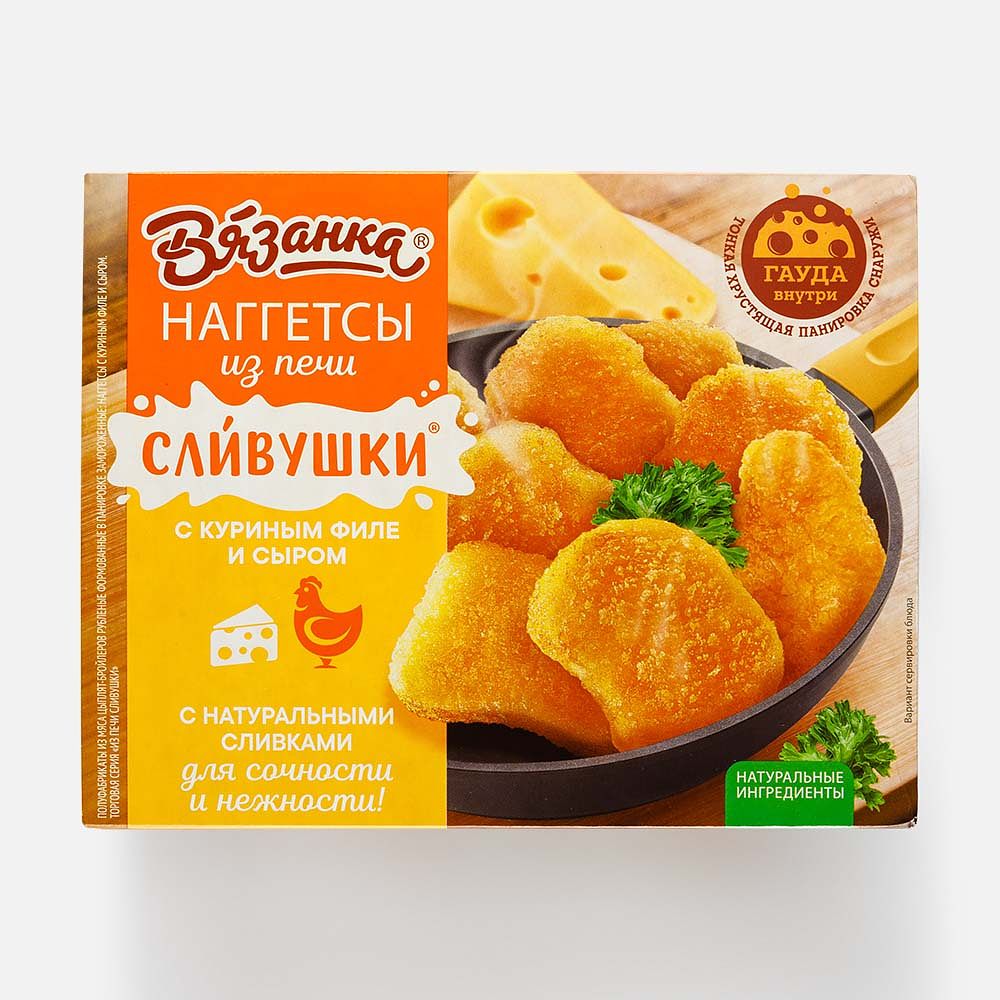 Вязанка®
НАГГЕТСЫ
из печи
СЛИ́ВУШКИ®
С КУРИНЫМ ФИЛЕ
И СЫРОМ
С НАТУРАЛЬНЫМИ
СЛИВКАМИ
для сочности
и нежности!
ГАУДА
внутри
ТОНКАЯ ХРУСТЯЩАЯ ПАНИРОВКА СНАРУЖИ
НАТУРАЛЬНЫЕ
ИНГРЕДИЕНТЫ
Вариант сервировки блюда
ПОЛУФАБРИКАТЫ ИЗ МЯСА ЦЫПЛЯТ-БРОЙЛЕРОВ РУБЛЕНЫЕ ФОРМОВАННЫЕ В ПАНИРОВКЕ ЗАМОРОЖЕННЫЕ: НАГГЕТСЫ С КУРИНЫМ ФИЛЕ И СЫРОМ.
ТОРГОВАЯ СЕРИЯ «ИЗ ПЕЧИ СЛИВУШКИ»